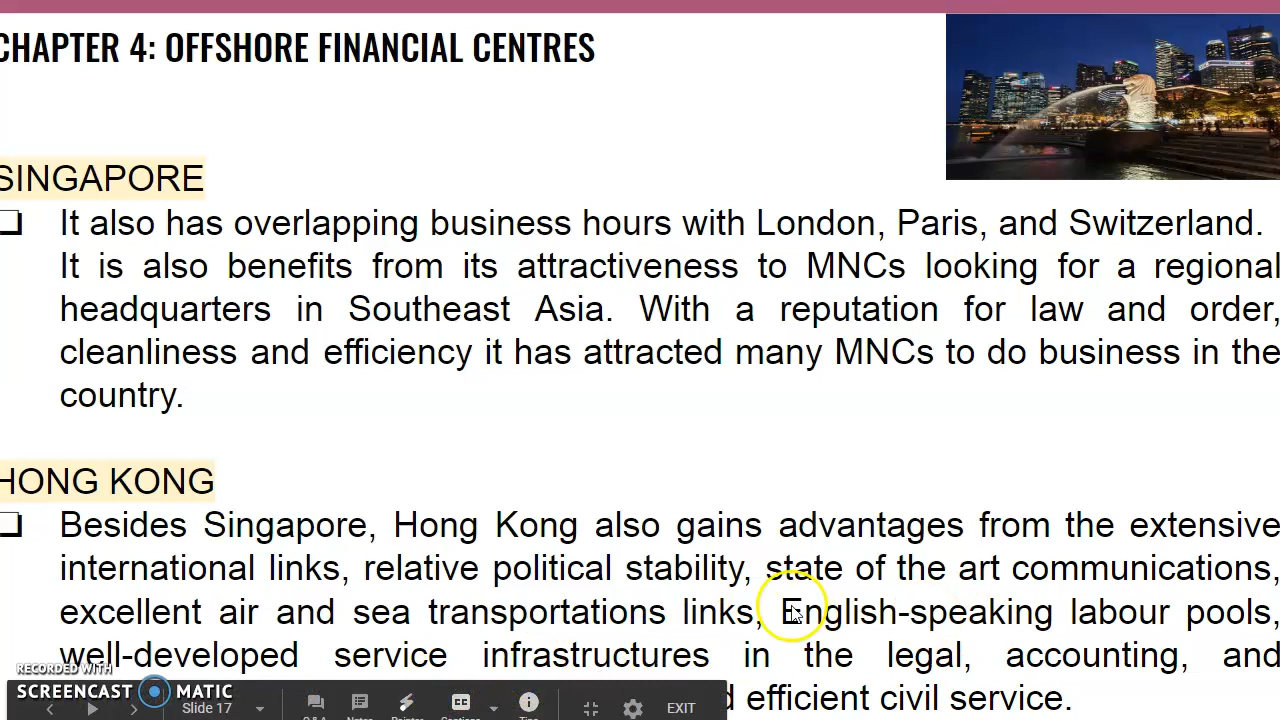 CHAPTER 4: OFFSHORE FINANCIAL CENTRES
SINGAPORE
It also has overlapping business hours with London, Paris, and Switzerland.
It is also benefits from its attractiveness to MNCs looking for a regional
headquarters in Southeast Asia. With a reputation for law and order,
cleanliness and efficiency it has attracted many MNCs to do business in the
country.
HONG KONG
Besides Singapore, Hong Kong also gains advantages from the extensive
international links, relative political stability, state of the art communications,
excellent air and sea transportations links, English-speaking labour pools,
well-developed service infrastructures in the legal, accounting, and
efficient civil service.
RECORDED WITH
SCREENCAST MATIC
Slide 17
EXIT